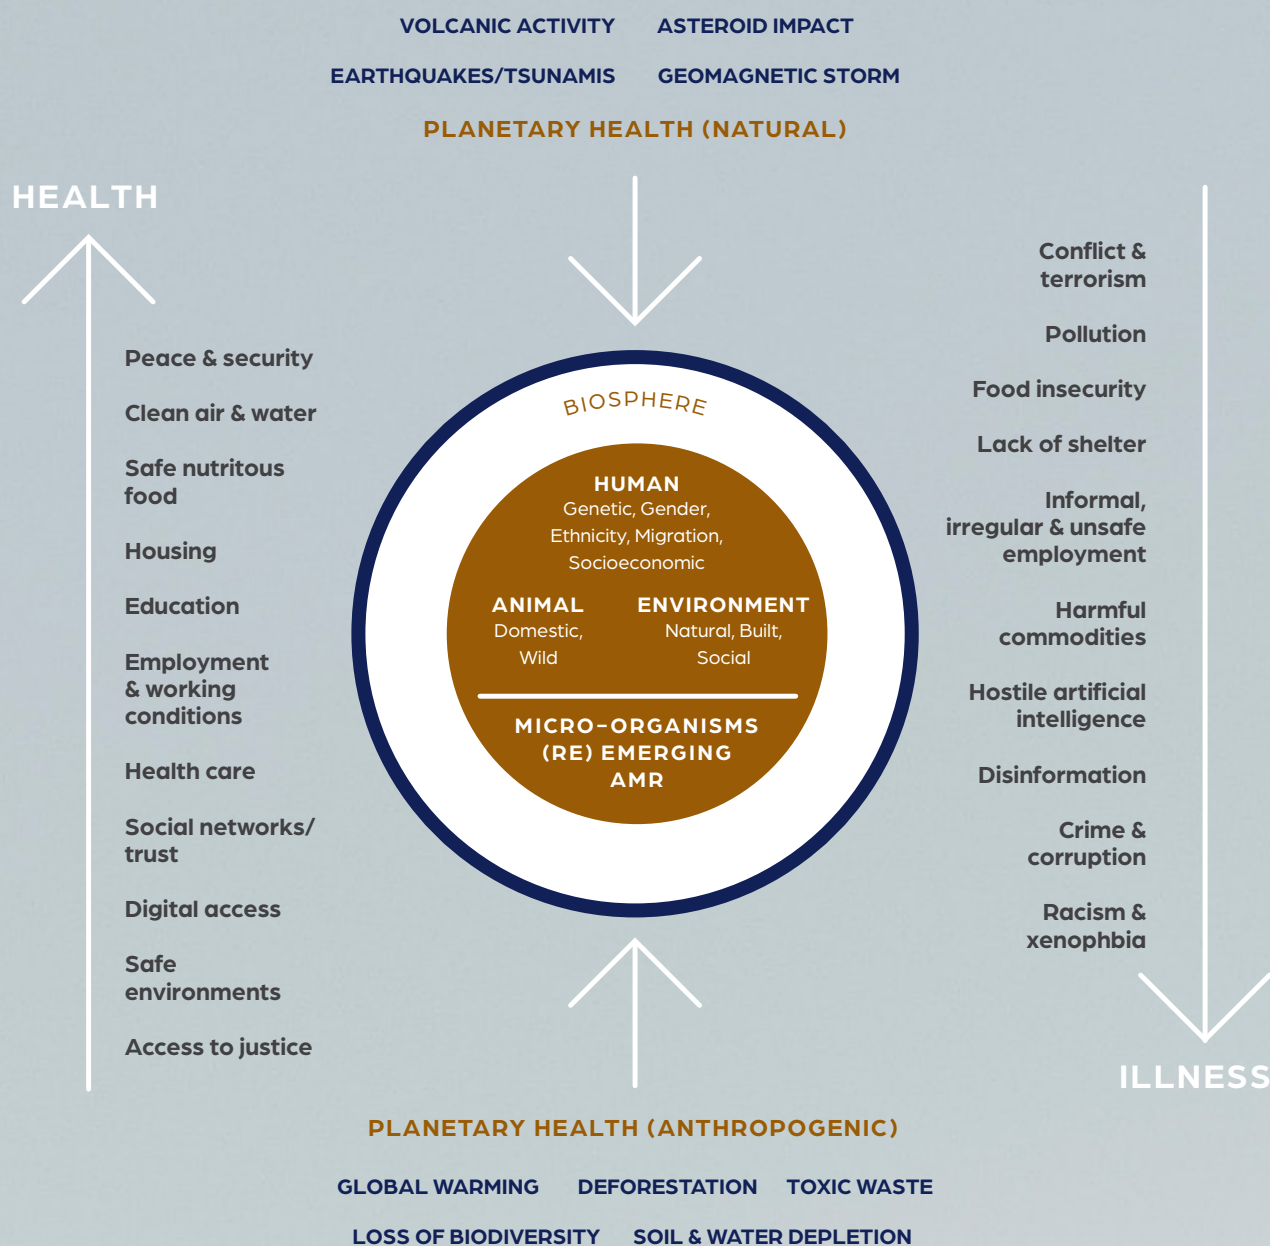 VOLCANIC ACTIVITY ASTEROID IMPACT
EARTHQUAKES/TSUNAMIS GEOMAGNETIC STORM
PLANETARY HEALTH (NATURAL)
HEALTH
Peace & security
Clean air & water
Safe nutritous
food
Housing
Education
Employment
& working
conditions
Health care
Social networks/
trust
Digital access
Safe
environments
Access to justice
BIOSPHERE
HUMAN
Genetic, Gender,
Ethnicity, Migration,
Socioeconomic
ANIMAL
Domestic,
Wild
ENVIRONMENT
Natural, Built,
Social
MICRO-ORGANISMS
(RE) EMERGING
AMR
Conflict &
terrorism
Pollution
Food insecurity
Lack of shelter
Informal,
irregular & unsafe
employment
Harmful
commodities
Hostile artificial
intelligence
Disinformation
Crime &
corruption
Racism &
xenophbia
ILLNESS
PLANETARY HEALTH (ANTHROPOGENIC)
GLOBAL WARMING DEFORESTATION TOXIC WASTE
LOSS OF BIODIVERSITY SOIL & WATER DEPLETION